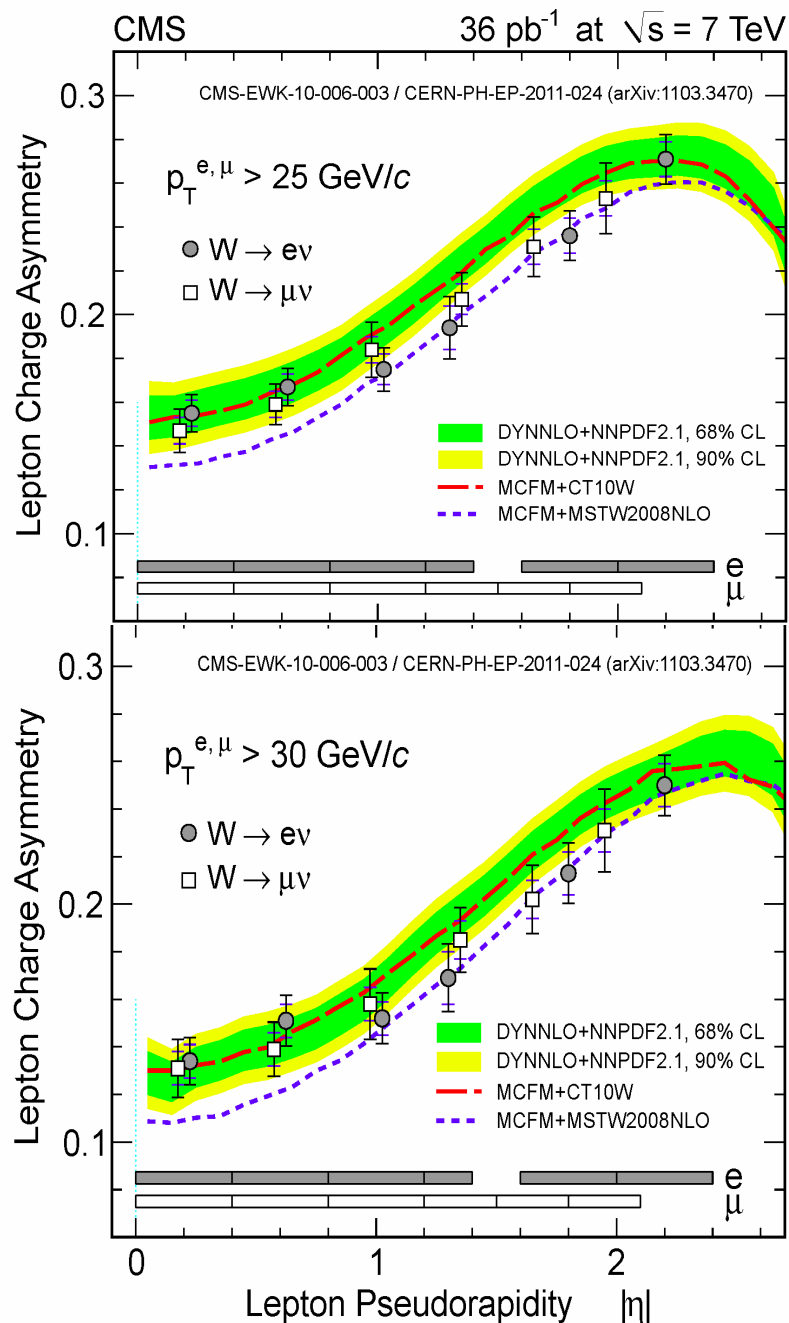 CMS 36 pb⁻¹ at √s = 7 TeV
CMS-EWK-10-006-003 / CERN-PH-EP-2011-024 (arXiv:1103.3470)
p_T^{e, μ} > 25 GeV/c
W → eν
W → μν
DYNNLO+NNPDF2.1, 68% CL
DYNNLO+NNPDF2.1, 90% CL
MCFM+CT10W
MCFM+MSTW2008NLO
e
μ
0.3
0.2
0.1
Lepton Charge Asymmetry
CMS-EWK-10-006-003 / CERN-PH-EP-2011-024 (arXiv:1103.3470)
p_T^{e, μ} > 30 GeV/c
W → eν
W → μν
DYNNLO+NNPDF2.1, 68% CL
DYNNLO+NNPDF2.1, 90% CL
MCFM+CT10W
MCFM+MSTW2008NLO
e
μ
0.3
0.2
0.1
Lepton Charge Asymmetry
0 1 2
Lepton Pseudorapidity |η|